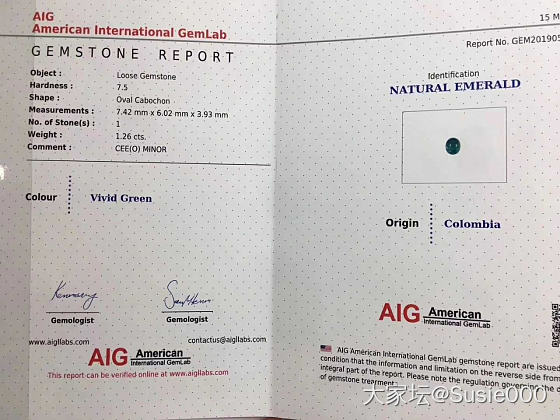 AIG
American International GemLab
GEMSTONE REPORT
Object : Loose Gemstone
Hardness : 7.5
Shape : Oval Cabochon
Measurements : 7.42 mm x 6.02 mm x 3.93 mm
No. of Stone(s) : 1
Weight : 1.26 cts.
Comment : CEE(O) MINOR
Colour Vivid Green
Gemologist Gemologist
www.aigllabs.com contactus@aigllabs.com
AIG American
International GemLab
This report can be verified online at www.aigllabs.com
15 M
Report No. GEM201905
Identification
NATURAL EMERALD
Origin Colombia
AIG American
International GemLab
AIG American International GemLab gemstone report are issued
condition that the information and limitation on the reverse side from
integral part of the report. Please note the regulation governing the d
of gemstone treatment.
大家坛@Susie000